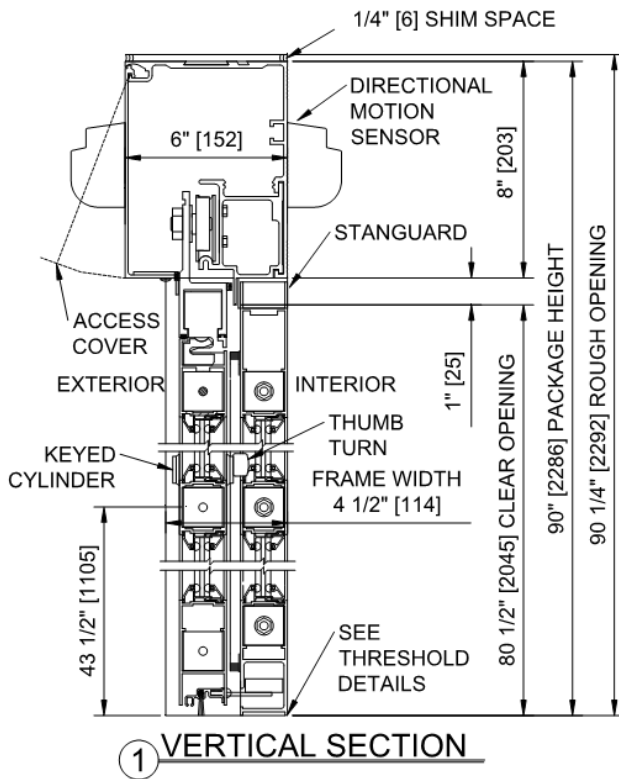 1/4" [6] SHIM SPACE
DIRECTIONAL
MOTION
SENSOR
6" [152]
8" [203]
STANGUARD
ACCESS
COVER
EXTERIOR
INTERIOR
1" [25]
THUMB
TURN
KEYED
CYLINDER
FRAME WIDTH
4 1/2" [114]
80 1/2" [2045] CLEAR OPENING
90" [2286] PACKAGE HEIGHT
90 1/4" [2292] ROUGH OPENING
43 1/2" [1105]
SEE
THRESHOLD
DETAILS
1 VERTICAL SECTION